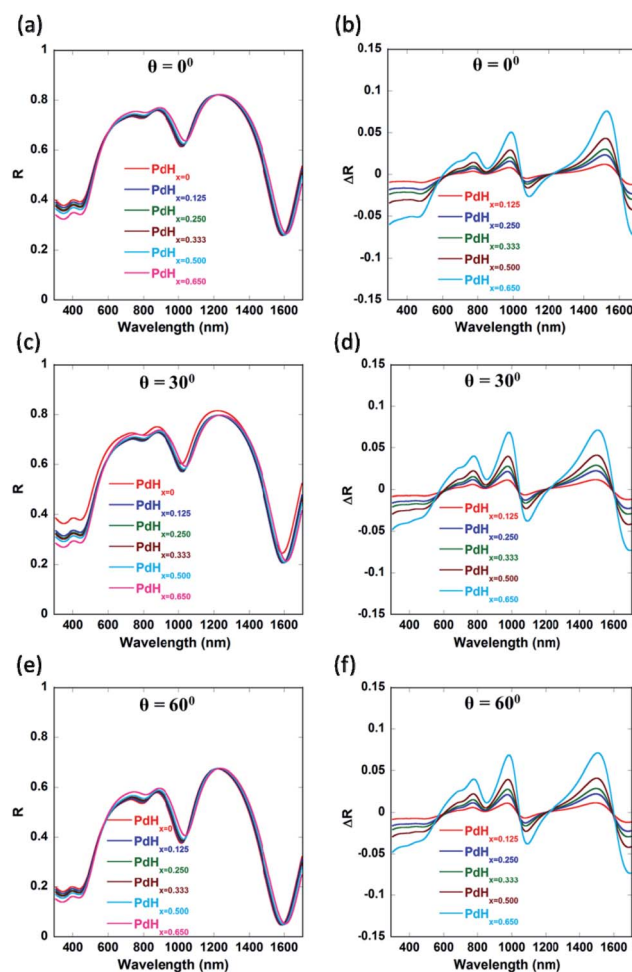 (a)
θ = 0⁰
R
1
0.8
0.6
0.4
0.2
0
PdHx=0
PdHx=0.125
PdHx=0.250
PdHx=0.333
PdHx=0.500
PdHx=0.650
400 600 800 1000 1200 1400 1600
Wavelength (nm)
(b)
θ = 0⁰
ΔR
0.15
0.1
0.05
0
-0.05
-0.1
-0.15
PdHx=0.125
PdHx=0.250
PdHx=0.333
PdHx=0.500
PdHx=0.650
400 600 800 1000 1200 1400 1600
Wavelength (nm)
(c)
θ = 30⁰
R
1
0.8
0.6
0.4
0.2
0
PdHx=0
PdHx=0.125
PdHx=0.250
PdHx=0.333
PdHx=0.500
PdHx=0.650
400 600 800 1000 1200 1400 1600
Wavelength (nm)
(d)
θ = 30⁰
ΔR
0.15
0.1
0.05
0
-0.05
-0.1
-0.15
PdHx=0.125
PdHx=0.250
PdHx=0.333
PdHx=0.500
PdHx=0.650
400 600 800 1000 1200 1400 1600
Wavelength (nm)
(e)
θ = 60⁰
R
1
0.8
0.6
0.4
0.2
0
PdHx=0
PdHx=0.125
PdHx=0.250
PdHx=0.333
PdHx=0.500
PdHx=0.650
400 600 800 1000 1200 1400 1600
Wavelength (nm)
(f)
θ = 60⁰
ΔR
0.15
0.1
0.05
0
-0.05
-0.1
-0.15
PdHx=0.125
PdHx=0.250
PdHx=0.333
PdHx=0.500
PdHx=0.650
400 600 800 1000 1200 1400 1600
Wavelength (nm)